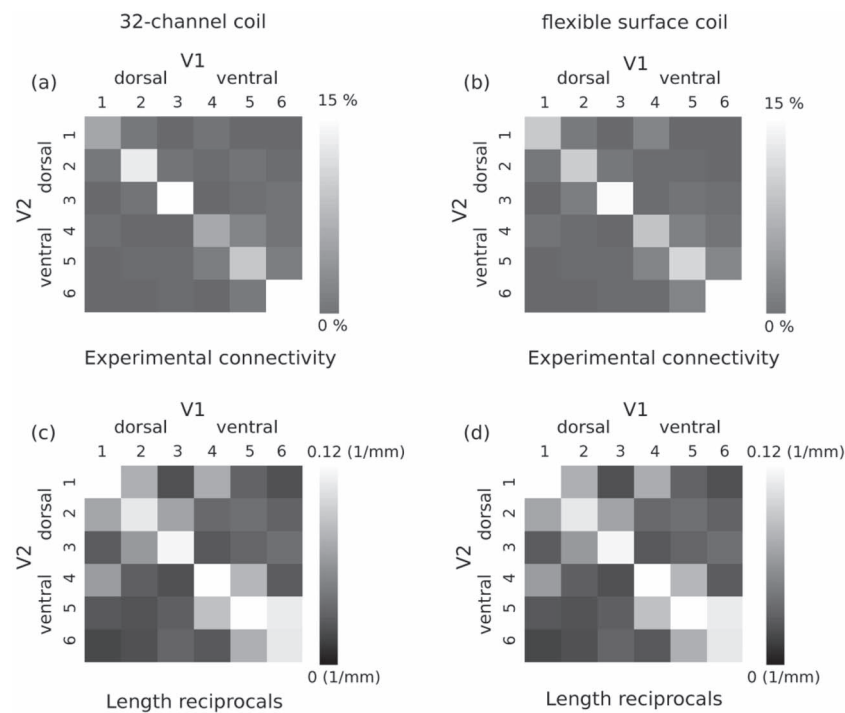 32-channel coil
flexible surface coil
(a)
V1
dorsal ventral
1 2 3 4 5 6
15 %
V2
dorsal
ventral
1
2
3
4
5
6
0 %
Experimental connectivity
(b)
V1
dorsal ventral
1 2 3 4 5 6
15 %
V2
dorsal
ventral
1
2
3
4
5
6
0 %
Experimental connectivity
(c)
V1
dorsal ventral
1 2 3 4 5 6
0.12 (1/mm)
V2
dorsal
ventral
1
2
3
4
5
6
0 (1/mm)
Length reciprocals
(d)
V1
dorsal ventral
1 2 3 4 5 6
0.12 (1/mm)
V2
dorsal
ventral
1
2
3
4
5
6
0 (1/mm)
Length reciprocals